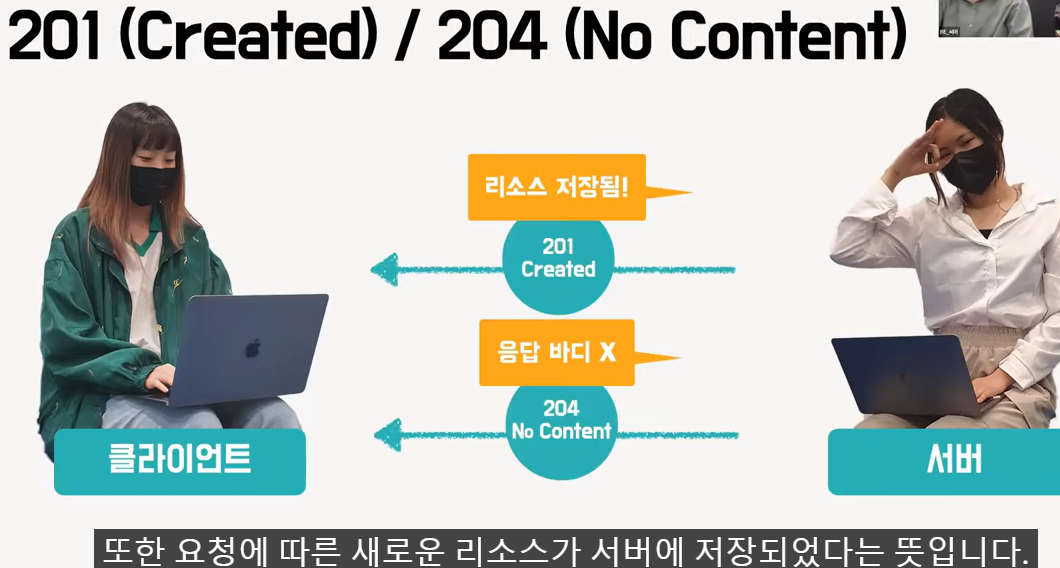 201 (Created) / 204 (No Content)
리소스 저장됨!
201
Created
응답 바디 X
204
No Content
클라이언트
서버
또한 요청에 따른 새로운 리소스가 서버에 저장되었다는 뜻입니다.